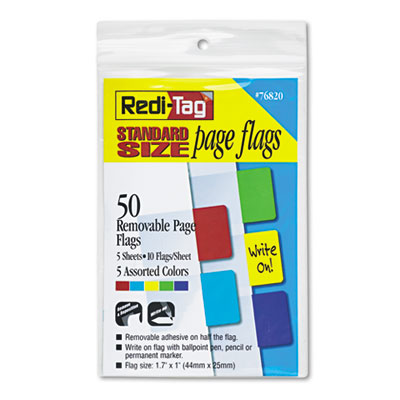 Redi-Tag
#76820
STANDARD
SIZE page flags
50
Removable Page
Flags
5 Sheets • 10 Flags/Sheet
5 Assorted Colors
Write
On!
■ Removable adhesive on half the flag.
■ Write on flag with ballpoint pen, pencil or
permanent marker.
■ Flag size: 1.7" x 1" (44mm x 25mm)